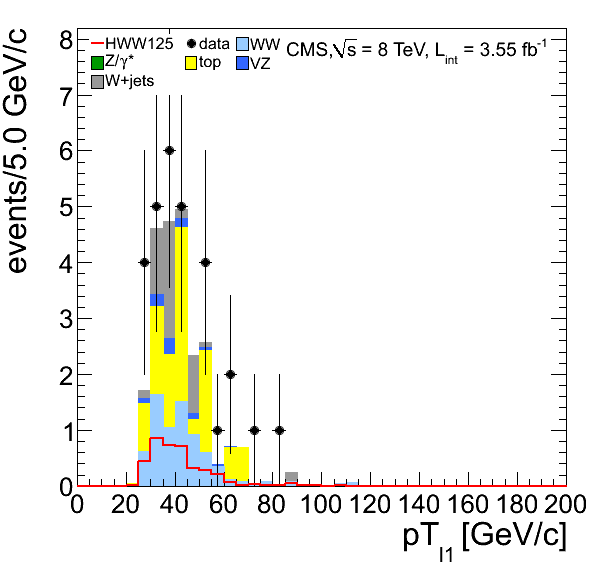 HWW125 data WW
Z/γ* top VZ
W+jets
CMS,√s = 8 TeV, L_int = 3.55 fb⁻¹
events/5.0 GeV/c
8
7
6
5
4
3
2
1
0
0 20 40 60 80 100 120 140 160 180 200
pT_l1 [GeV/c]